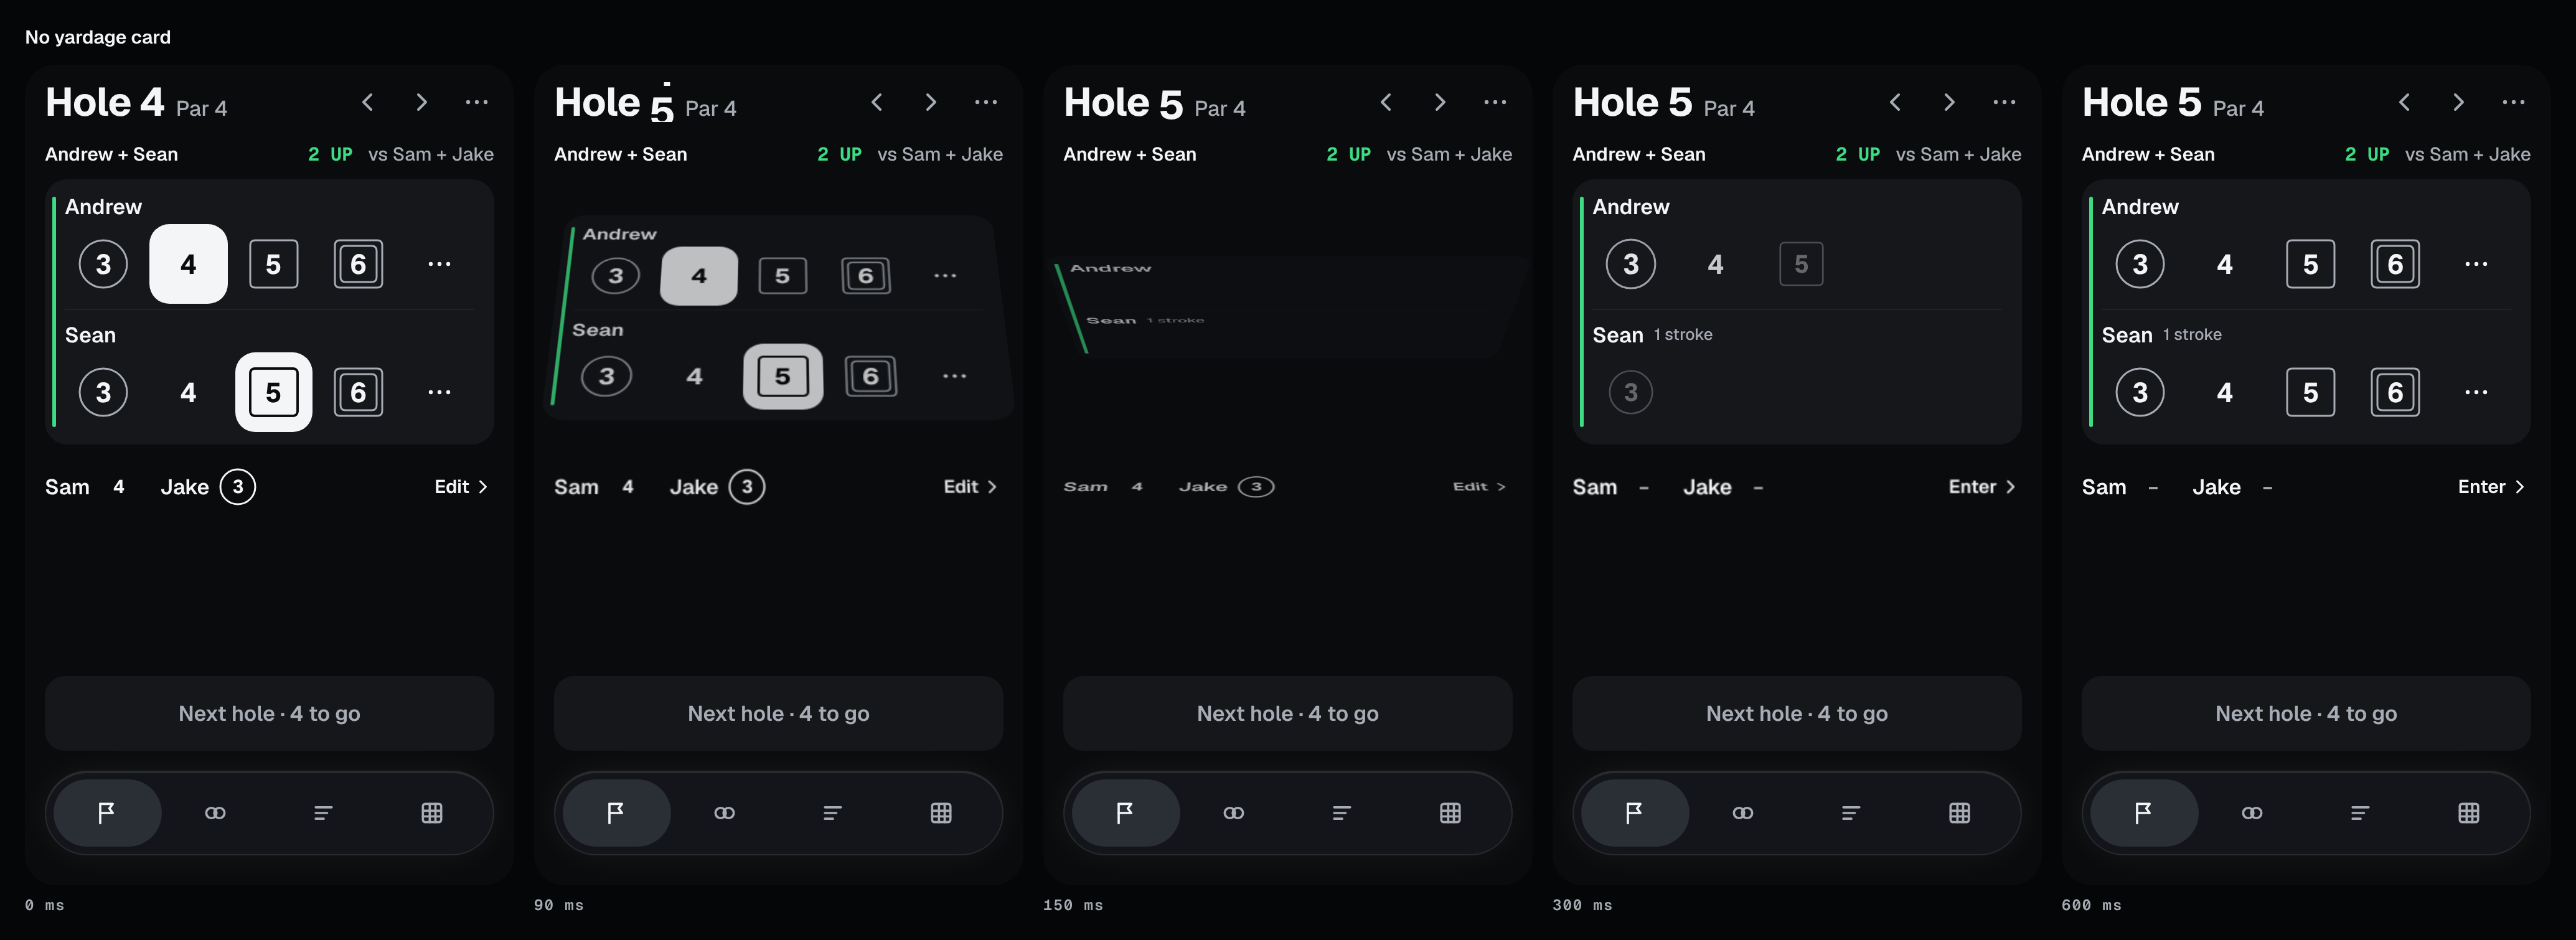 No yardage card
Hole 4 Par 4
Andrew + Sean 2 UP vs Sam + Jake
Andrew
3 4 5 6 ...
Sean
3 4 5 6 ...
Sam 4 Jake 3 Edit >
Next hole · 4 to go
0 ms
Hole 5 Par 4
Andrew + Sean 2 UP vs Sam + Jake
Andrew
3 4 5 6 ...
Sean
3 4 5 6 ...
Sam 4 Jake 3 Edit >
Next hole · 4 to go
90 ms
Hole 5 Par 4
Andrew + Sean 2 UP vs Sam + Jake
Andrew
Sean 1 stroke
Sam 4 Jake 3 Edit >
Next hole · 4 to go
150 ms
Hole 5 Par 4
Andrew + Sean 2 UP vs Sam + Jake
Andrew
3 4 5
Sean 1 stroke
3
Sam – Jake – Enter >
Next hole · 4 to go
300 ms
Hole 5 Par 4
Andrew + Sean 2 UP vs Sam + Jake
Andrew
3 4 5 6 ...
Sean 1 stroke
3 4 5 6 ...
Sam – Jake – Enter >
Next hole · 4 to go
600 ms